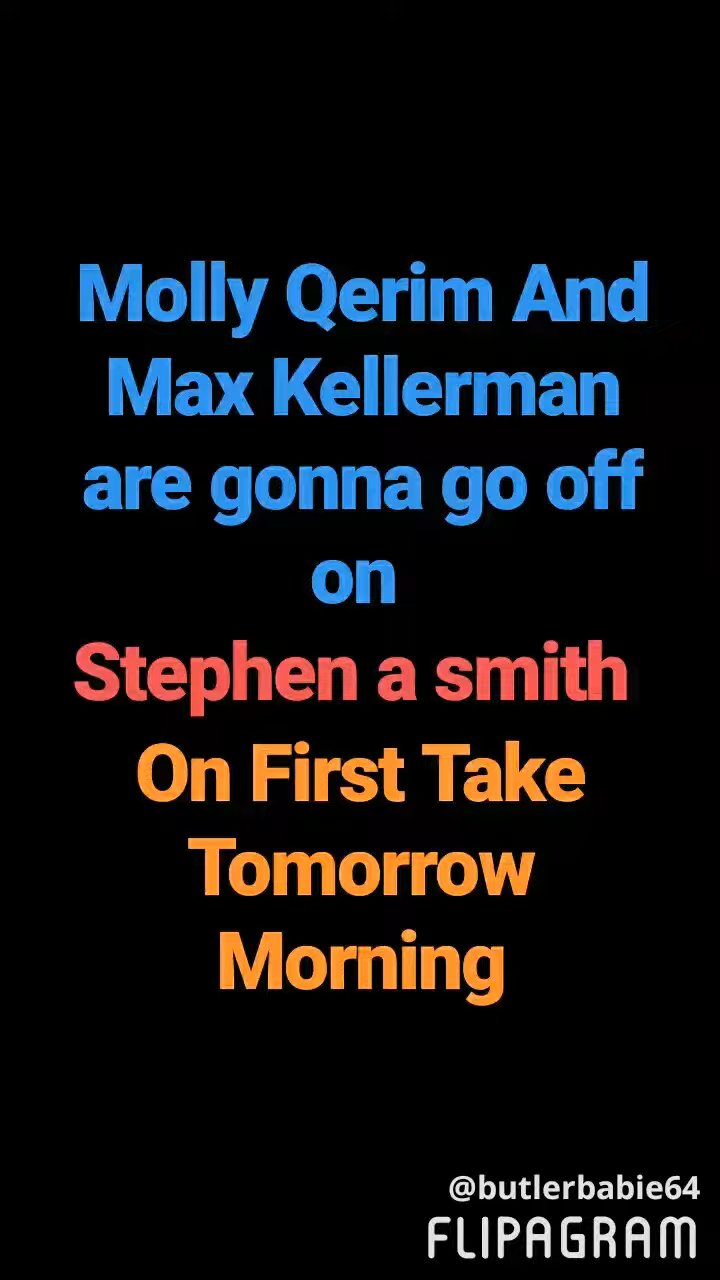 Molly Qerim And
Max Kellerman
are gonna go off
on
Stephen a smith
On First Take
Tomorrow
Morning
@butlerbabie64
FLIPAGRAM